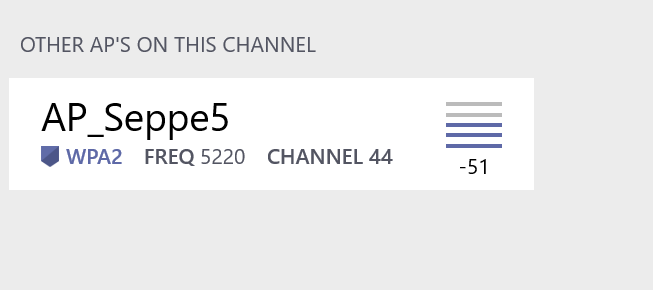 OTHER AP'S ON THIS CHANNEL
AP_Seppe5
WPA2 FREQ 5220 CHANNEL 44
-51